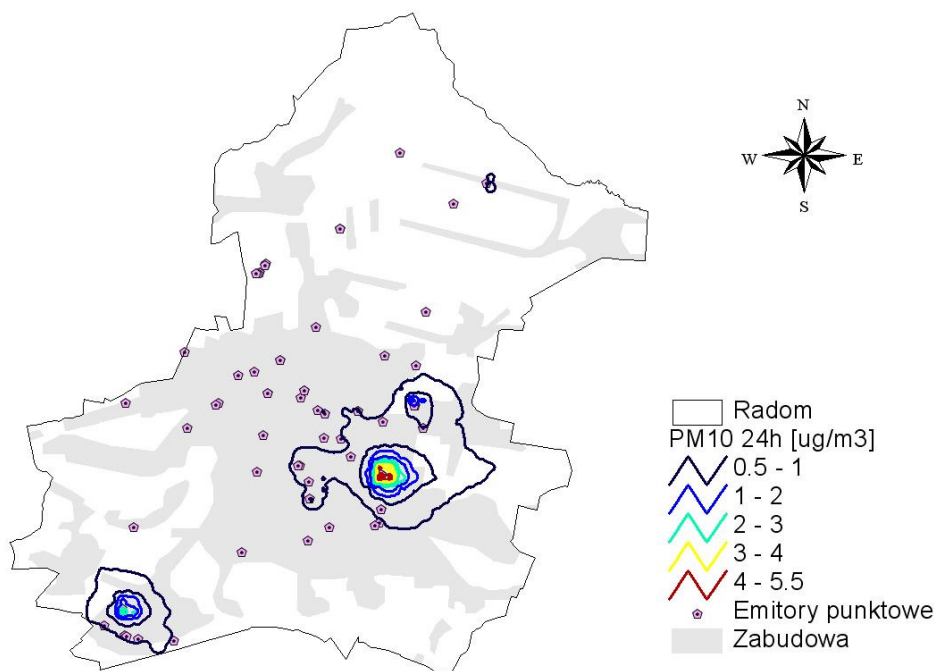 N
W E
S
Radom
PM10 24h [ug/m3]
0.5 - 1
1 - 2
2 - 3
3 - 4
4 - 5.5
Emitory punktowe
Zabudowa